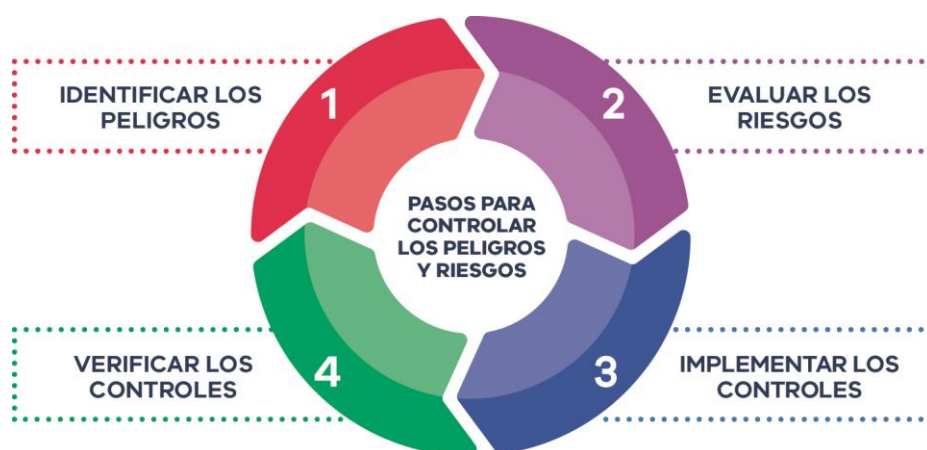 IDENTIFICAR LOS
PELIGROS
1
2
EVALUAR LOS
RIESGOS
PASOS PARA
CONTROLAR
LOS PELIGROS
Y RIESGOS
VERIFICAR LOS
CONTROLES
4
3
IMPLEMENTAR LOS
CONTROLES